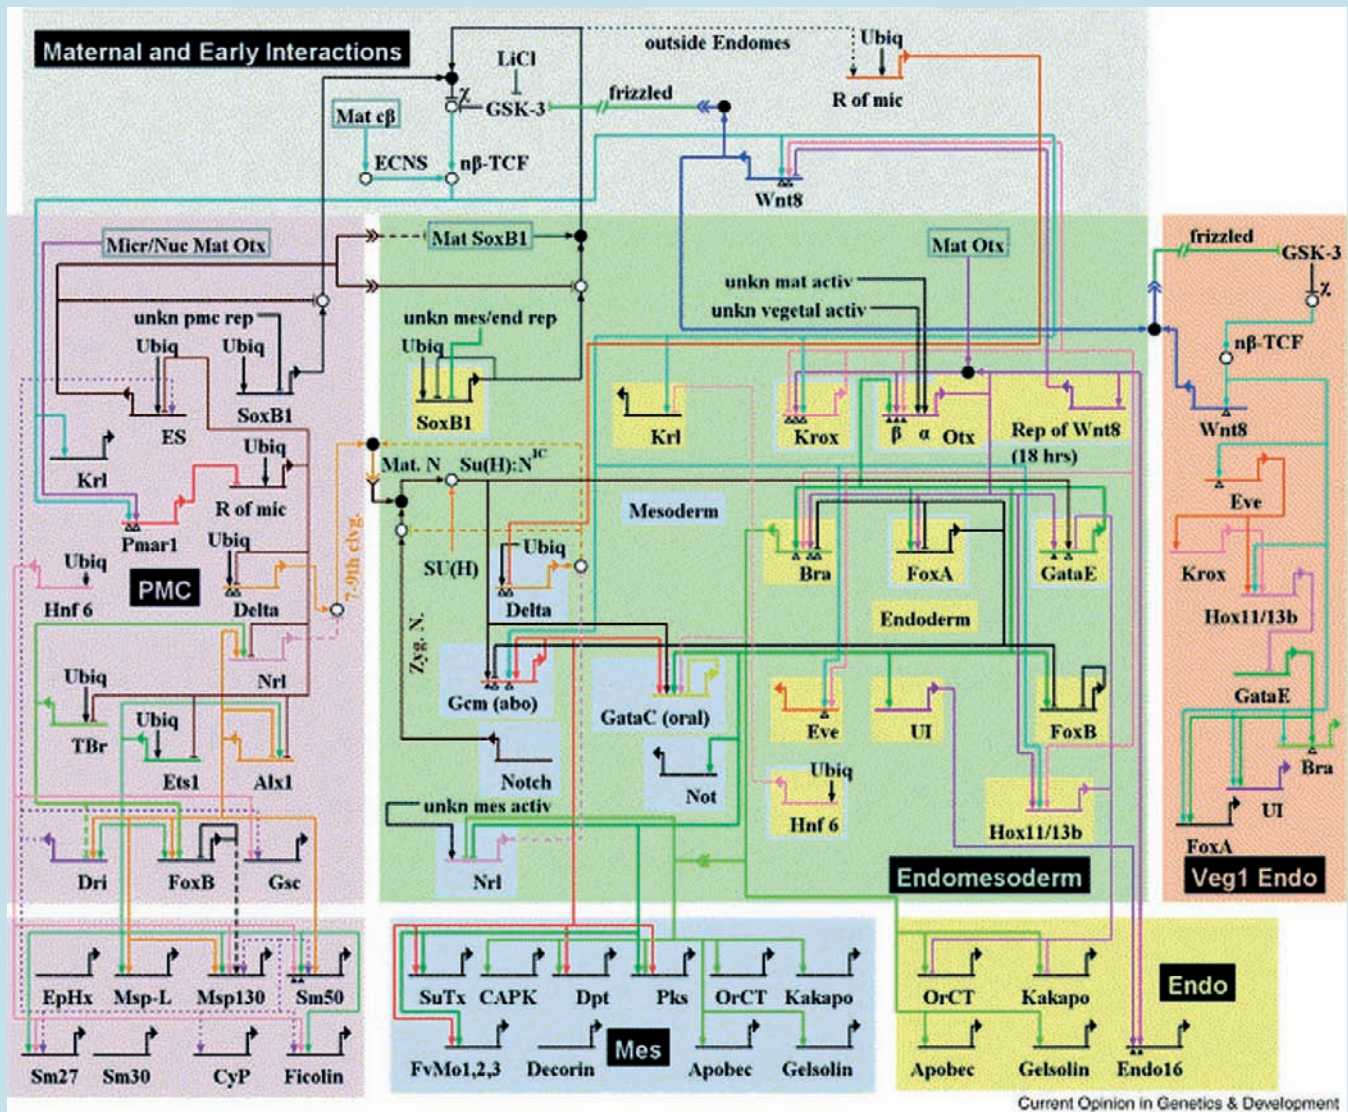 Maternal and Early Interactions
outside Endomes
Ubiq
R of mic
LiCl
χ
GSK-3
frizzled
Mat cβ
ECNS
nβ-TCF
Wnt8
Micr/Nuc Mat Otx
Mat SoxB1
Mat Otx
frizzled
GSK-3
χ
nβ-TCF
Wnt8
unkn pmc rep
Ubiq
Ubiq
ES
SoxB1
Krl
Ubiq
R of mic
Pmar1
Ubiq
Hnf 6
PMC
Ubiq
Delta
7-9th clvg.
Nrl
Ubiq
TBr
Ubiq
Ets1
Alx1
Dri
FoxB
Gsc
unkn mat activ
unkn vegetal activ
unkn mes/end rep
Ubiq
SoxB1
Krl
Krox
β α Otx
Rep of Wnt8
(18 hrs)
Mat. N
Su(H):N^IC
SU(H)
Mesoderm
Ubiq
Delta
Bra
FoxA
GataE
Endoderm
Zyg. N.
Gcm (abo)
GataC (oral)
Eve
UI
FoxB
Notch
Not
Ubiq
Hnf 6
Hox11/13b
unkn mes activ
Nrl
Endomesoderm
Eve
Krox
Hox11/13b
GataE
Bra
UI
FoxA
Veg1 Endo
EpHx
Msp-L
Msp130
Sm50
Sm27
Sm30
CyP
Ficolin
SuTx
CAPK
Dpt
Pks
OrCT
Kakapo
FvMo1,2,3
Decorin
Mes
Apobec
Gelsolin
OrCT
Kakapo
Endo
Apobec
Gelsolin
Endo16
Current Opinion in Genetics & Development